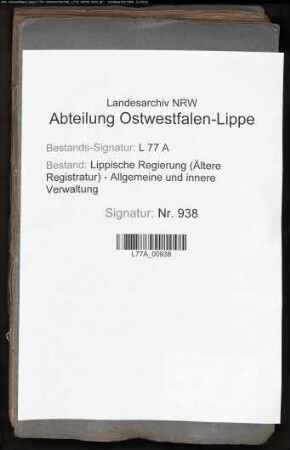 Landesarchiv NRW
Abteilung Ostwestfalen-Lippe
Bestands-Signatur: L 77 A
Bestand: Lippische Regierung (Ältere
Registratur) - Allgemeine und innere
Verwaltung
Signatur: Nr. 938
L77A_00938